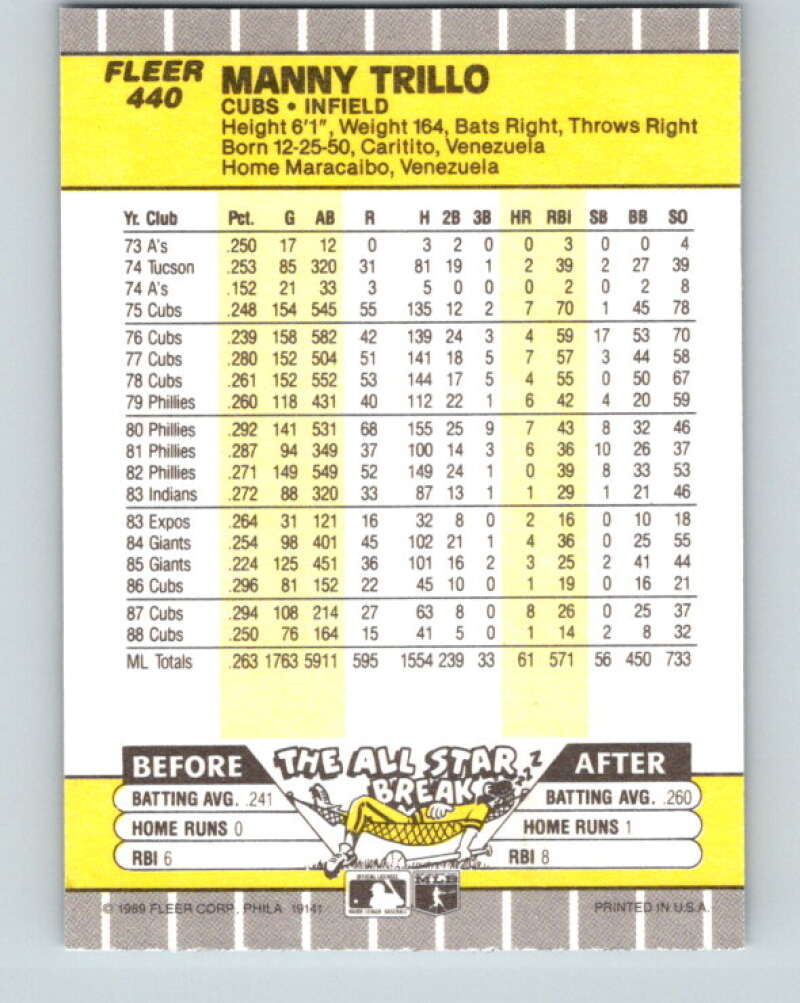 FLEER
440
MANNY TRILLO
CUBS • INFIELD
Height 6'1", Weight 164, Bats Right, Throws Right
Born 12-25-50, Caritito, Venezuela
Home Maracaibo, Venezuela
Yr. Club Pct. G AB R H 2B 3B HR RBI SB BB SO
73 A's .250 17 12 0 3 2 0 0 3 0 0 4
74 Tucson .253 85 320 31 81 19 1 2 39 2 27 39
74 A's .152 21 33 3 5 0 0 0 2 0 2 8
75 Cubs .248 154 545 55 135 12 2 7 70 1 45 78
76 Cubs .239 158 582 42 139 24 3 4 59 17 53 70
77 Cubs .280 152 504 51 141 18 5 7 57 3 44 58
78 Cubs .261 152 552 53 144 17 5 4 55 0 50 67
79 Phillies .260 118 431 40 112 22 1 6 42 4 20 59
80 Phillies .292 141 531 68 155 25 9 7 43 8 32 46
81 Phillies .287 94 349 37 100 14 3 6 36 10 26 37
82 Phillies .271 149 549 52 149 24 1 0 39 8 33 53
83 Indians .272 88 320 33 87 13 1 1 29 1 21 46
83 Expos .264 31 121 16 32 8 0 2 16 0 10 18
84 Giants .254 98 401 45 102 21 1 4 36 0 25 55
85 Giants .224 125 451 36 101 16 2 3 25 2 41 44
86 Cubs .296 81 152 22 45 10 0 1 19 0 16 21
87 Cubs .294 108 214 27 63 8 0 8 26 0 25 37
88 Cubs .250 76 164 15 41 5 0 1 14 2 8 32
ML Totals .263 1763 5911 595 1554 239 33 61 571 56 450 733
BEFORE THE ALL STAR BREAK zzZ AFTER
BATTING AVG. .241 BATTING AVG. .260
HOME RUNS 0 HOME RUNS 1
RBI 6 RBI 8
MLB
© 1989 FLEER CORP. PHILA 19141 PRINTED IN U.S.A.